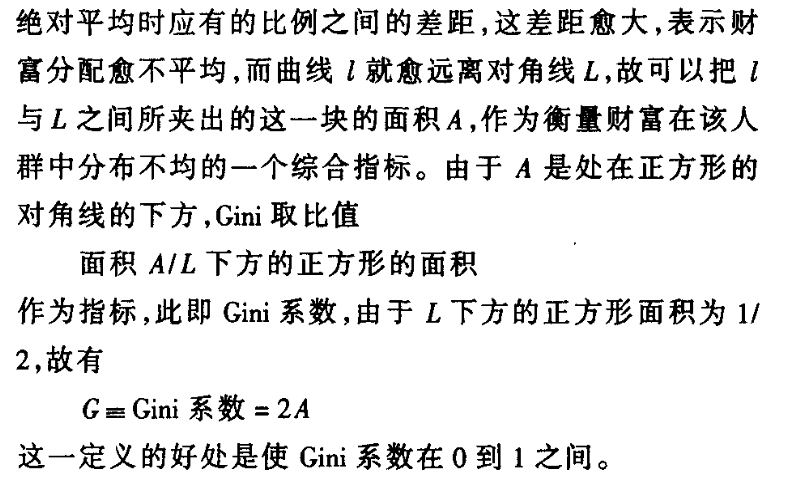 绝对平均时应有的比例之间的差距,这差距愈大,表示财
富分配愈不平均,而曲线 l 就愈远离对角线 L,故可以把 l
与 L 之间所夹出的这一块的面积 A,作为衡量财富在该人
群中分布不均的一个综合指标。由于 A 是处在正方形的
对角线的下方,Gini 取比值
面积 A/L 下方的正方形的面积
作为指标,此即 Gini 系数,由于 L 下方的正方形面积为 1/
2,故有
G≡Gini 系数 = 2A
这一定义的好处是使 Gini 系数在 0 到 1 之间。